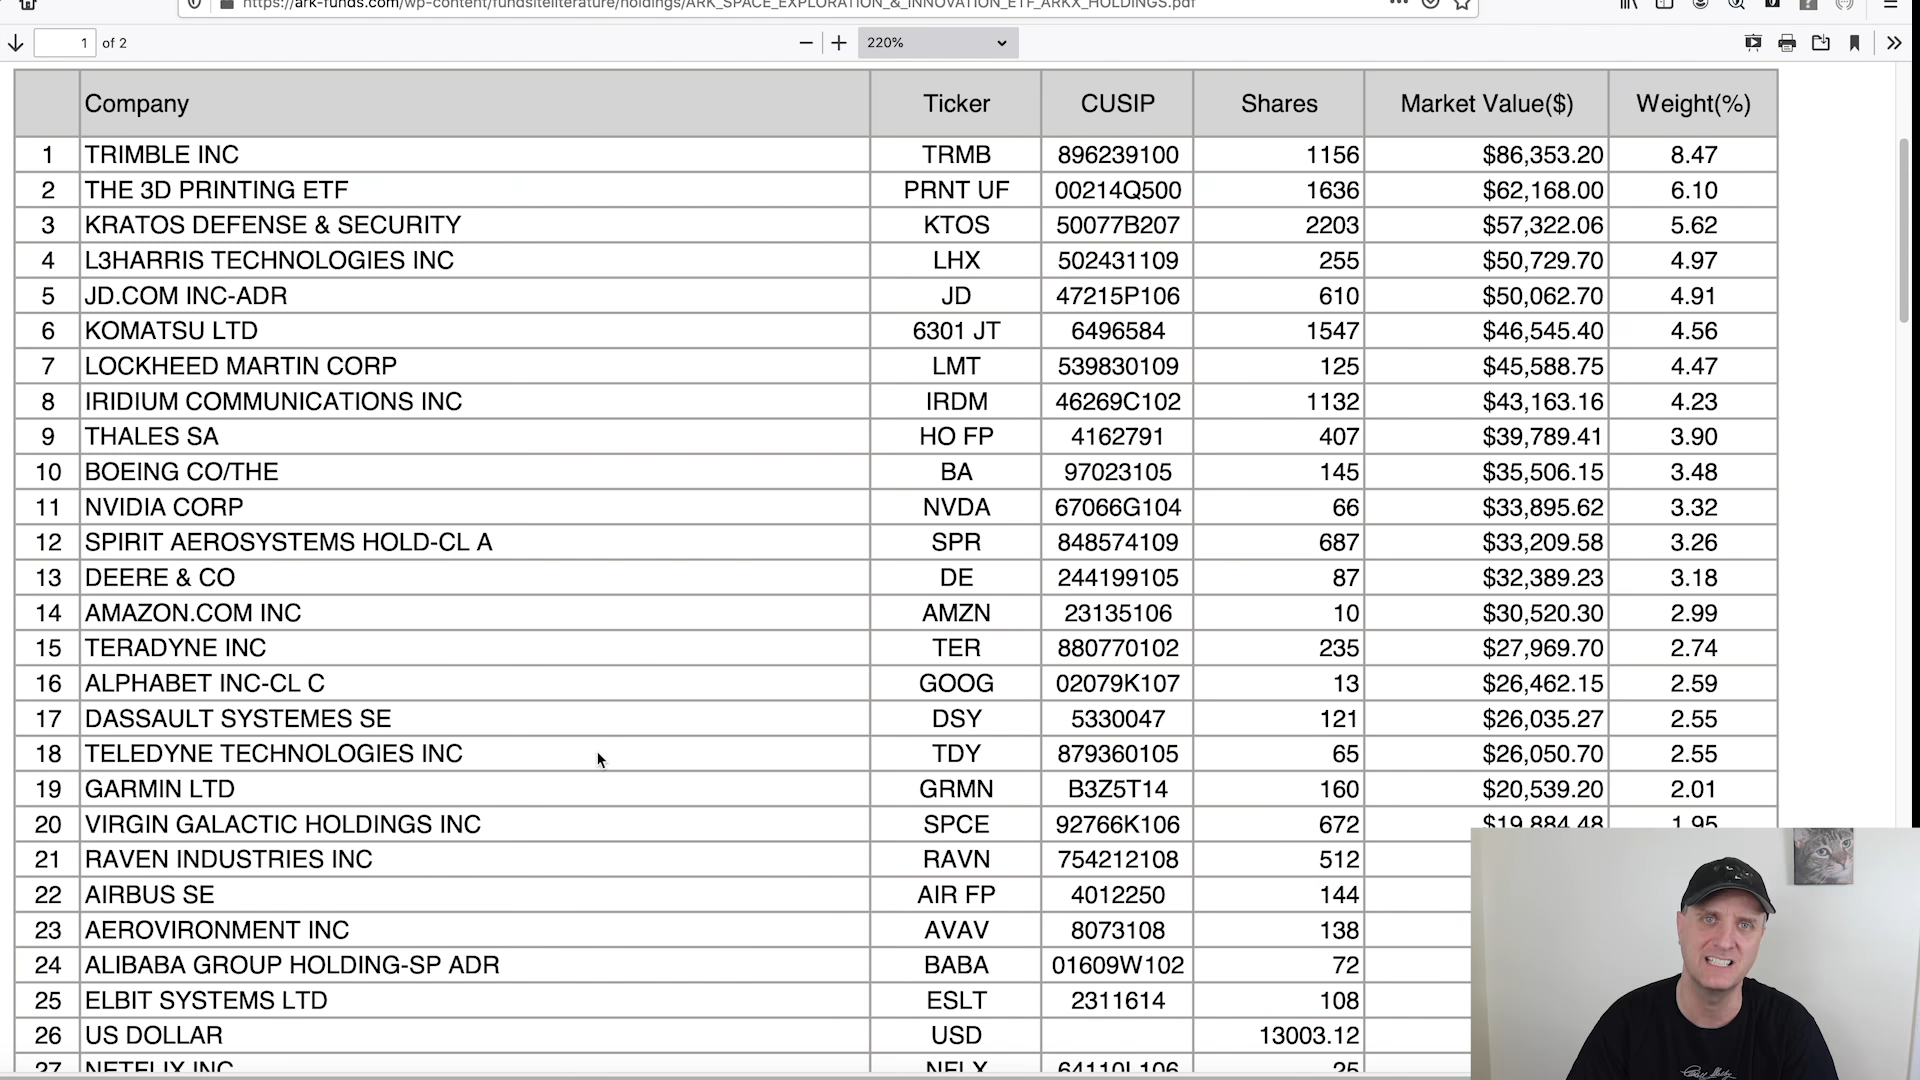 https://ark-funds.com/wp-content/fundsiteliterature/holdings/ARK_SPACE_EXPLORATION_&_INNOVATION_ETF_ARKX_HOLDINGS.pdf
1 of 2 220%
Company Ticker CUSIP Shares Market Value($) Weight(%)
1 TRIMBLE INC TRMB 896239100 1156 $86,353.20 8.47
2 THE 3D PRINTING ETF PRNT UF 00214Q500 1636 $62,168.00 6.10
3 KRATOS DEFENSE & SECURITY KTOS 50077B207 2203 $57,322.06 5.62
4 L3HARRIS TECHNOLOGIES INC LHX 502431109 255 $50,729.70 4.97
5 JD.COM INC-ADR JD 47215P106 610 $50,062.70 4.91
6 KOMATSU LTD 6301 JT 6496584 1547 $46,545.40 4.56
7 LOCKHEED MARTIN CORP LMT 539830109 125 $45,588.75 4.47
8 IRIDIUM COMMUNICATIONS INC IRDM 46269C102 1132 $43,163.16 4.23
9 THALES SA HO FP 4162791 407 $39,789.41 3.90
10 BOEING CO/THE BA 97023105 145 $35,506.15 3.48
11 NVIDIA CORP NVDA 67066G104 66 $33,895.62 3.32
12 SPIRIT AEROSYSTEMS HOLD-CL A SPR 848574109 687 $33,209.58 3.26
13 DEERE & CO DE 244199105 87 $32,389.23 3.18
14 AMAZON.COM INC AMZN 23135106 10 $30,520.30 2.99
15 TERADYNE INC TER 880770102 235 $27,969.70 2.74
16 ALPHABET INC-CL C GOOG 02079K107 13 $26,462.15 2.59
17 DASSAULT SYSTEMES SE DSY 5330047 121 $26,035.27 2.55
18 TELEDYNE TECHNOLOGIES INC TDY 879360105 65 $26,050.70 2.55
19 GARMIN LTD GRMN B3Z5T14 160 $20,539.20 2.01
20 VIRGIN GALACTIC HOLDINGS INC SPCE 92766K106 672 $19,884.48 1.95
21 RAVEN INDUSTRIES INC RAVN 754212108 512
22 AIRBUS SE AIR FP 4012250 144
23 AEROVIRONMENT INC AVAV 8073108 138
24 ALIBABA GROUP HOLDING-SP ADR BABA 01609W102 72
25 ELBIT SYSTEMS LTD ESLT 2311614 108
26 US DOLLAR USD 13003.12
27 NETFLIX INC NFLX 64110L106 25